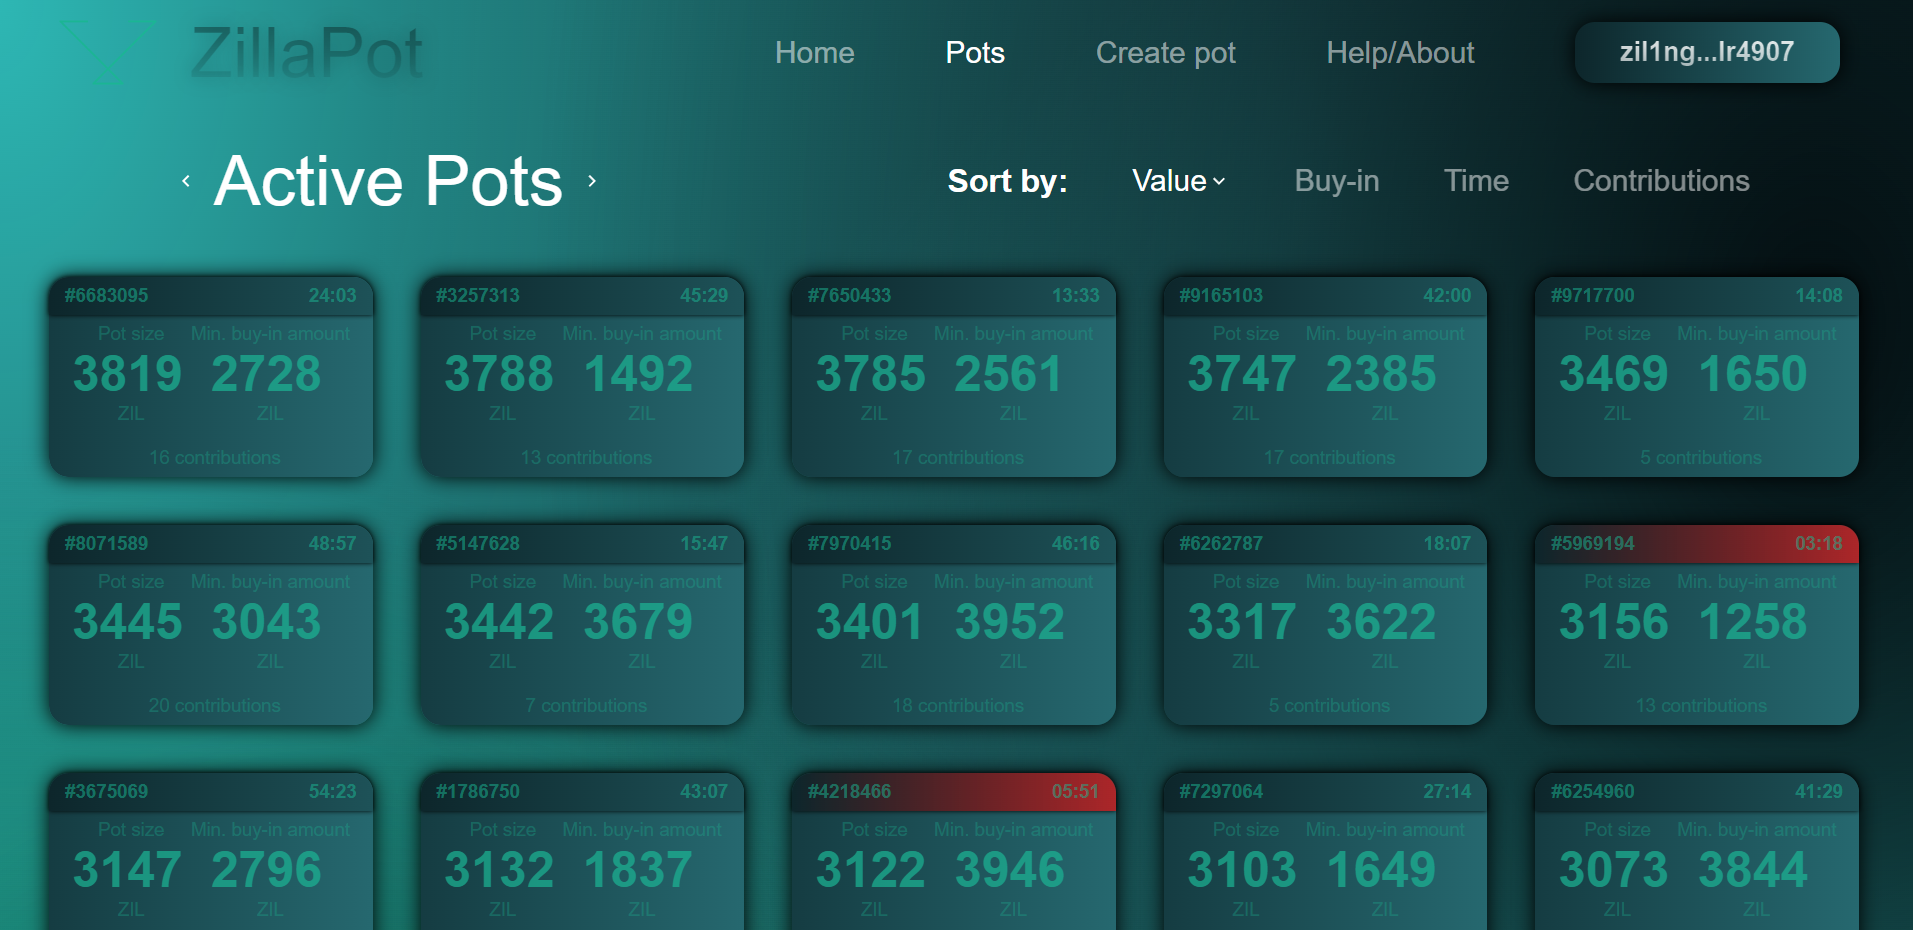 ZillaPot Home Pots Create pot Help/About zil1ng...lr4907
Active Pots Sort by: Value Buy-in Time Contributions
#6683095 24:03 #3257313 45:29 #7650433 13:33 #9165103 42:00 #9717700 14:08
Pot size Min. buy-in amount Pot size Min. buy-in amount Pot size Min. buy-in amount Pot size Min. buy-in amount Pot size Min. buy-in amount
3819 2728 3788 1492 3785 2561 3747 2385 3469 1650
ZIL ZIL ZIL ZIL ZIL ZIL ZIL ZIL ZIL ZIL
16 contributions 13 contributions 17 contributions 17 contributions 5 contributions
#8071589 48:57 #5147628 15:47 #7970415 46:16 #6262787 18:07 #5969194 03:18
Pot size Min. buy-in amount Pot size Min. buy-in amount Pot size Min. buy-in amount Pot size Min. buy-in amount Pot size Min. buy-in amount
3445 3043 3442 3679 3401 3952 3317 3622 3156 1258
ZIL ZIL ZIL ZIL ZIL ZIL ZIL ZIL ZIL ZIL
20 contributions 7 contributions 18 contributions 5 contributions 13 contributions
#3675069 54:23 #1786750 43:07 #4218466 05:51 #7297064 27:14 #6254960 41:29
Pot size Min. buy-in amount Pot size Min. buy-in amount Pot size Min. buy-in amount Pot size Min. buy-in amount Pot size Min. buy-in amount
3147 2796 3132 1837 3122 3946 3103 1649 3073 3844
ZIL ZIL ZIL ZIL ZIL ZIL ZIL ZIL ZIL ZIL